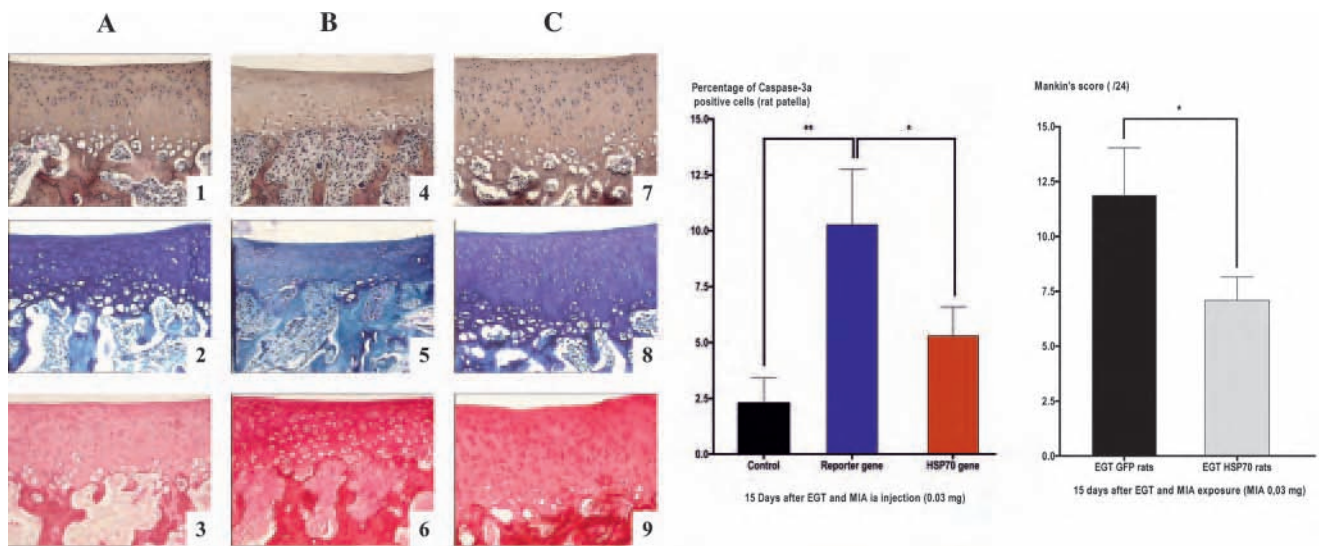 A
B
C
1
4
7
2
5
8
3
6
9
Percentage of Caspase-3a
positive cells (rat patella)
15.0
12.5
10.0
7.5
5.0
2.5
0.0
**
*
Control
Reporter gene
HSP70 gene
15 Days after EGT and MIA ia injection (0.03 mg)
Mankin's score ( /24)
15.0
12.5
10.0
7.5
5.0
2.5
0.0
*
EGT GFP rats
EGT HSP70 rats
15 days after EGT and MIA exposure (MIA 0,03 mg)